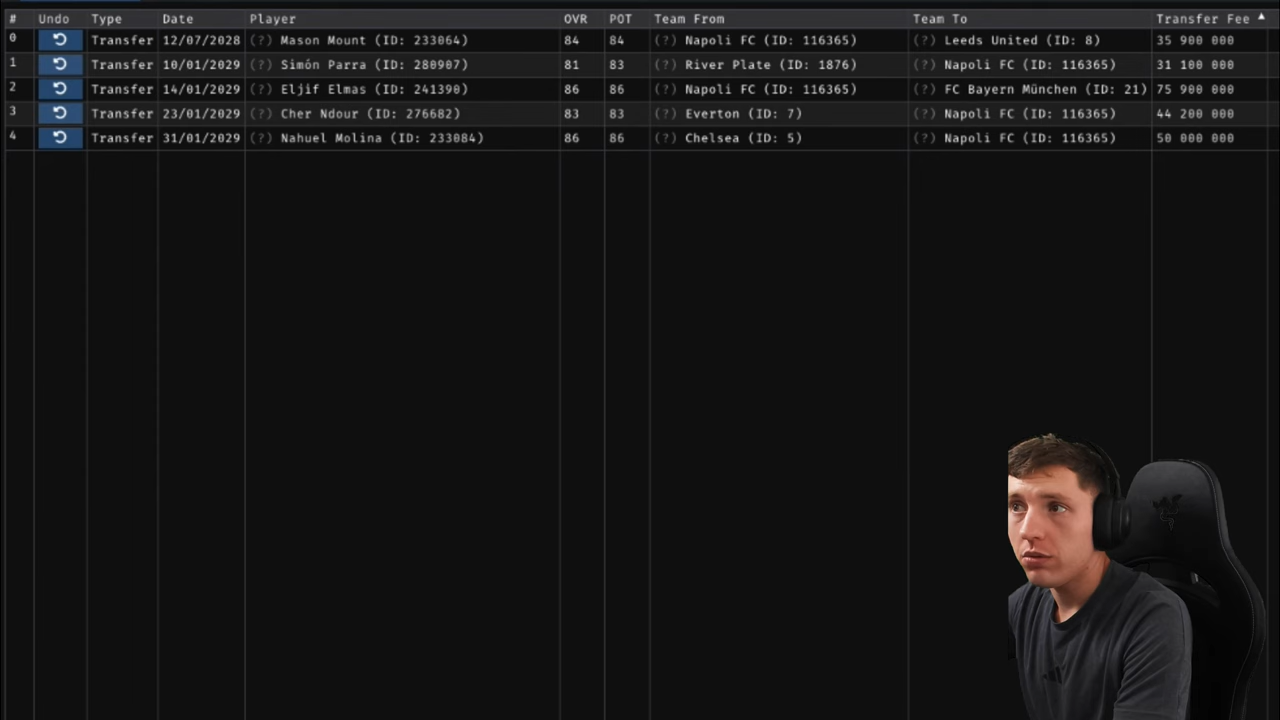 # Undo Type Date Player OVR POT Team From Team To Transfer Fee
0 Transfer 12/07/2028 (?) Mason Mount (ID: 233064) 84 84 (?) Napoli FC (ID: 116365) (?) Leeds United (ID: 8) 35 900 000
1 Transfer 10/01/2029 (?) Simón Parra (ID: 280907) 81 83 (?) River Plate (ID: 1876) (?) Napoli FC (ID: 116365) 31 100 000
2 Transfer 14/01/2029 (?) Eljif Elmas (ID: 241390) 86 86 (?) Napoli FC (ID: 116365) (?) FC Bayern München (ID: 21) 75 900 000
3 Transfer 23/01/2029 (?) Cher Ndour (ID: 276682) 83 83 (?) Everton (ID: 7) (?) Napoli FC (ID: 116365) 44 200 000
4 Transfer 31/01/2029 (?) Nahuel Molina (ID: 233084) 86 86 (?) Chelsea (ID: 5) (?) Napoli FC (ID: 116365) 50 000 000